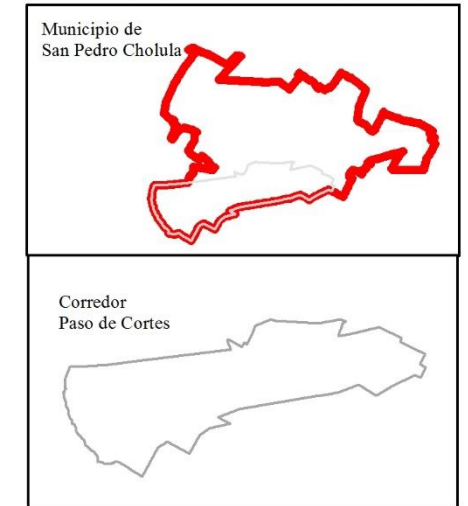 Municipio de
San Pedro Cholula
Corredor
Paso de Cortes